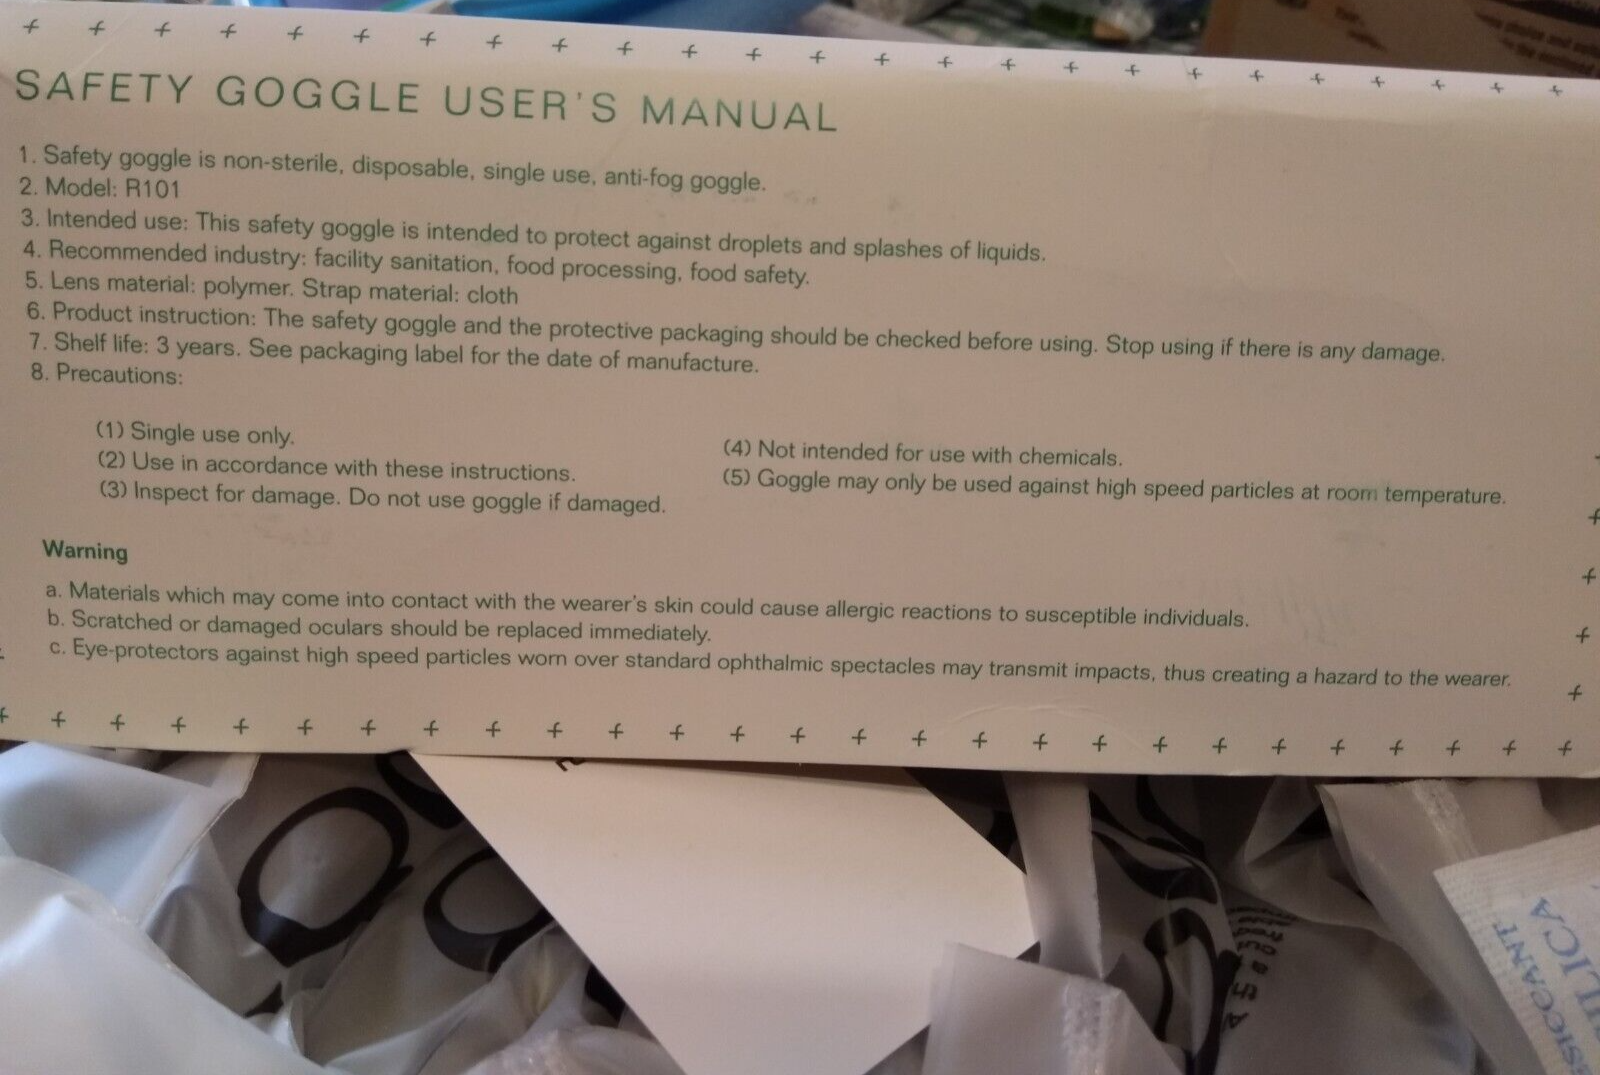 SAFETY GOGGLE USER'S MANUAL
1. Safety goggle is non-sterile, disposable, single use, anti-fog goggle.
2. Model: R101
3. Intended use: This safety goggle is intended to protect against droplets and splashes of liquids.
4. Recommended industry: facility sanitation, food processing, food safety.
5. Lens material: polymer. Strap material: cloth
6. Product instruction: The safety goggle and the protective packaging should be checked before using. Stop using if there is any damage.
7. Shelf life: 3 years. See packaging label for the date of manufacture.
8. Precautions:
(1) Single use only.
(2) Use in accordance with these instructions.
(3) Inspect for damage. Do not use goggle if damaged.
(4) Not intended for use with chemicals.
(5) Goggle may only be used against high speed particles at room temperature.
Warning
a. Materials which may come into contact with the wearer's skin could cause allergic reactions to susceptible individuals.
b. Scratched or damaged oculars should be replaced immediately.
c. Eye-protectors against high speed particles worn over standard ophthalmic spectacles may transmit impacts, thus creating a hazard to the wearer.